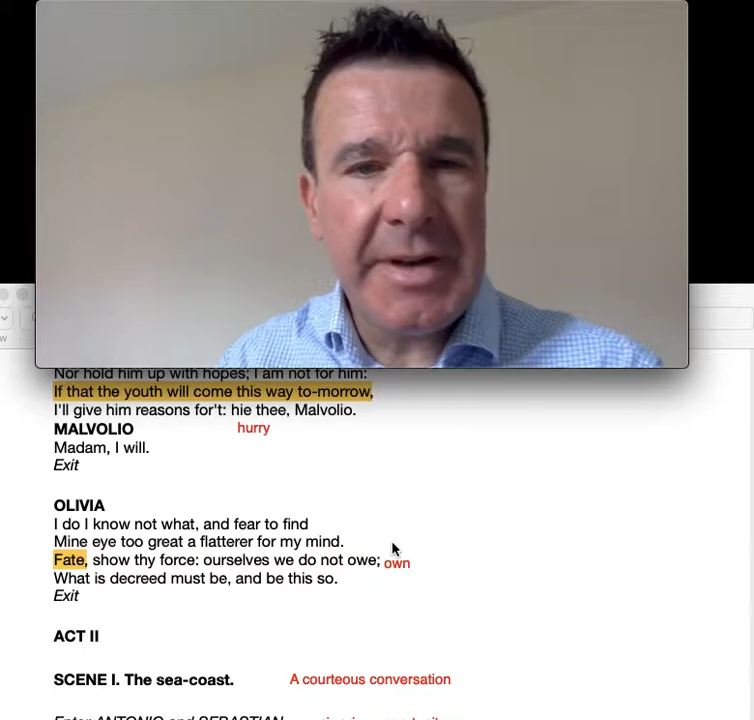 Nor hold him up with hopes; I am not for him:
If that the youth will come this way to-morrow,
I'll give him reasons for't: hie thee, Malvolio.
MALVOLIO hurry
Madam, I will.
Exit
OLIVIA
I do I know not what, and fear to find
Mine eye too great a flatterer for my mind.
Fate, show thy force: ourselves we do not owe; own
What is decreed must be, and be this so.
Exit
ACT II
SCENE I. The sea-coast. A courteous conversation
Enter ANTONIO and SEBASTIAN